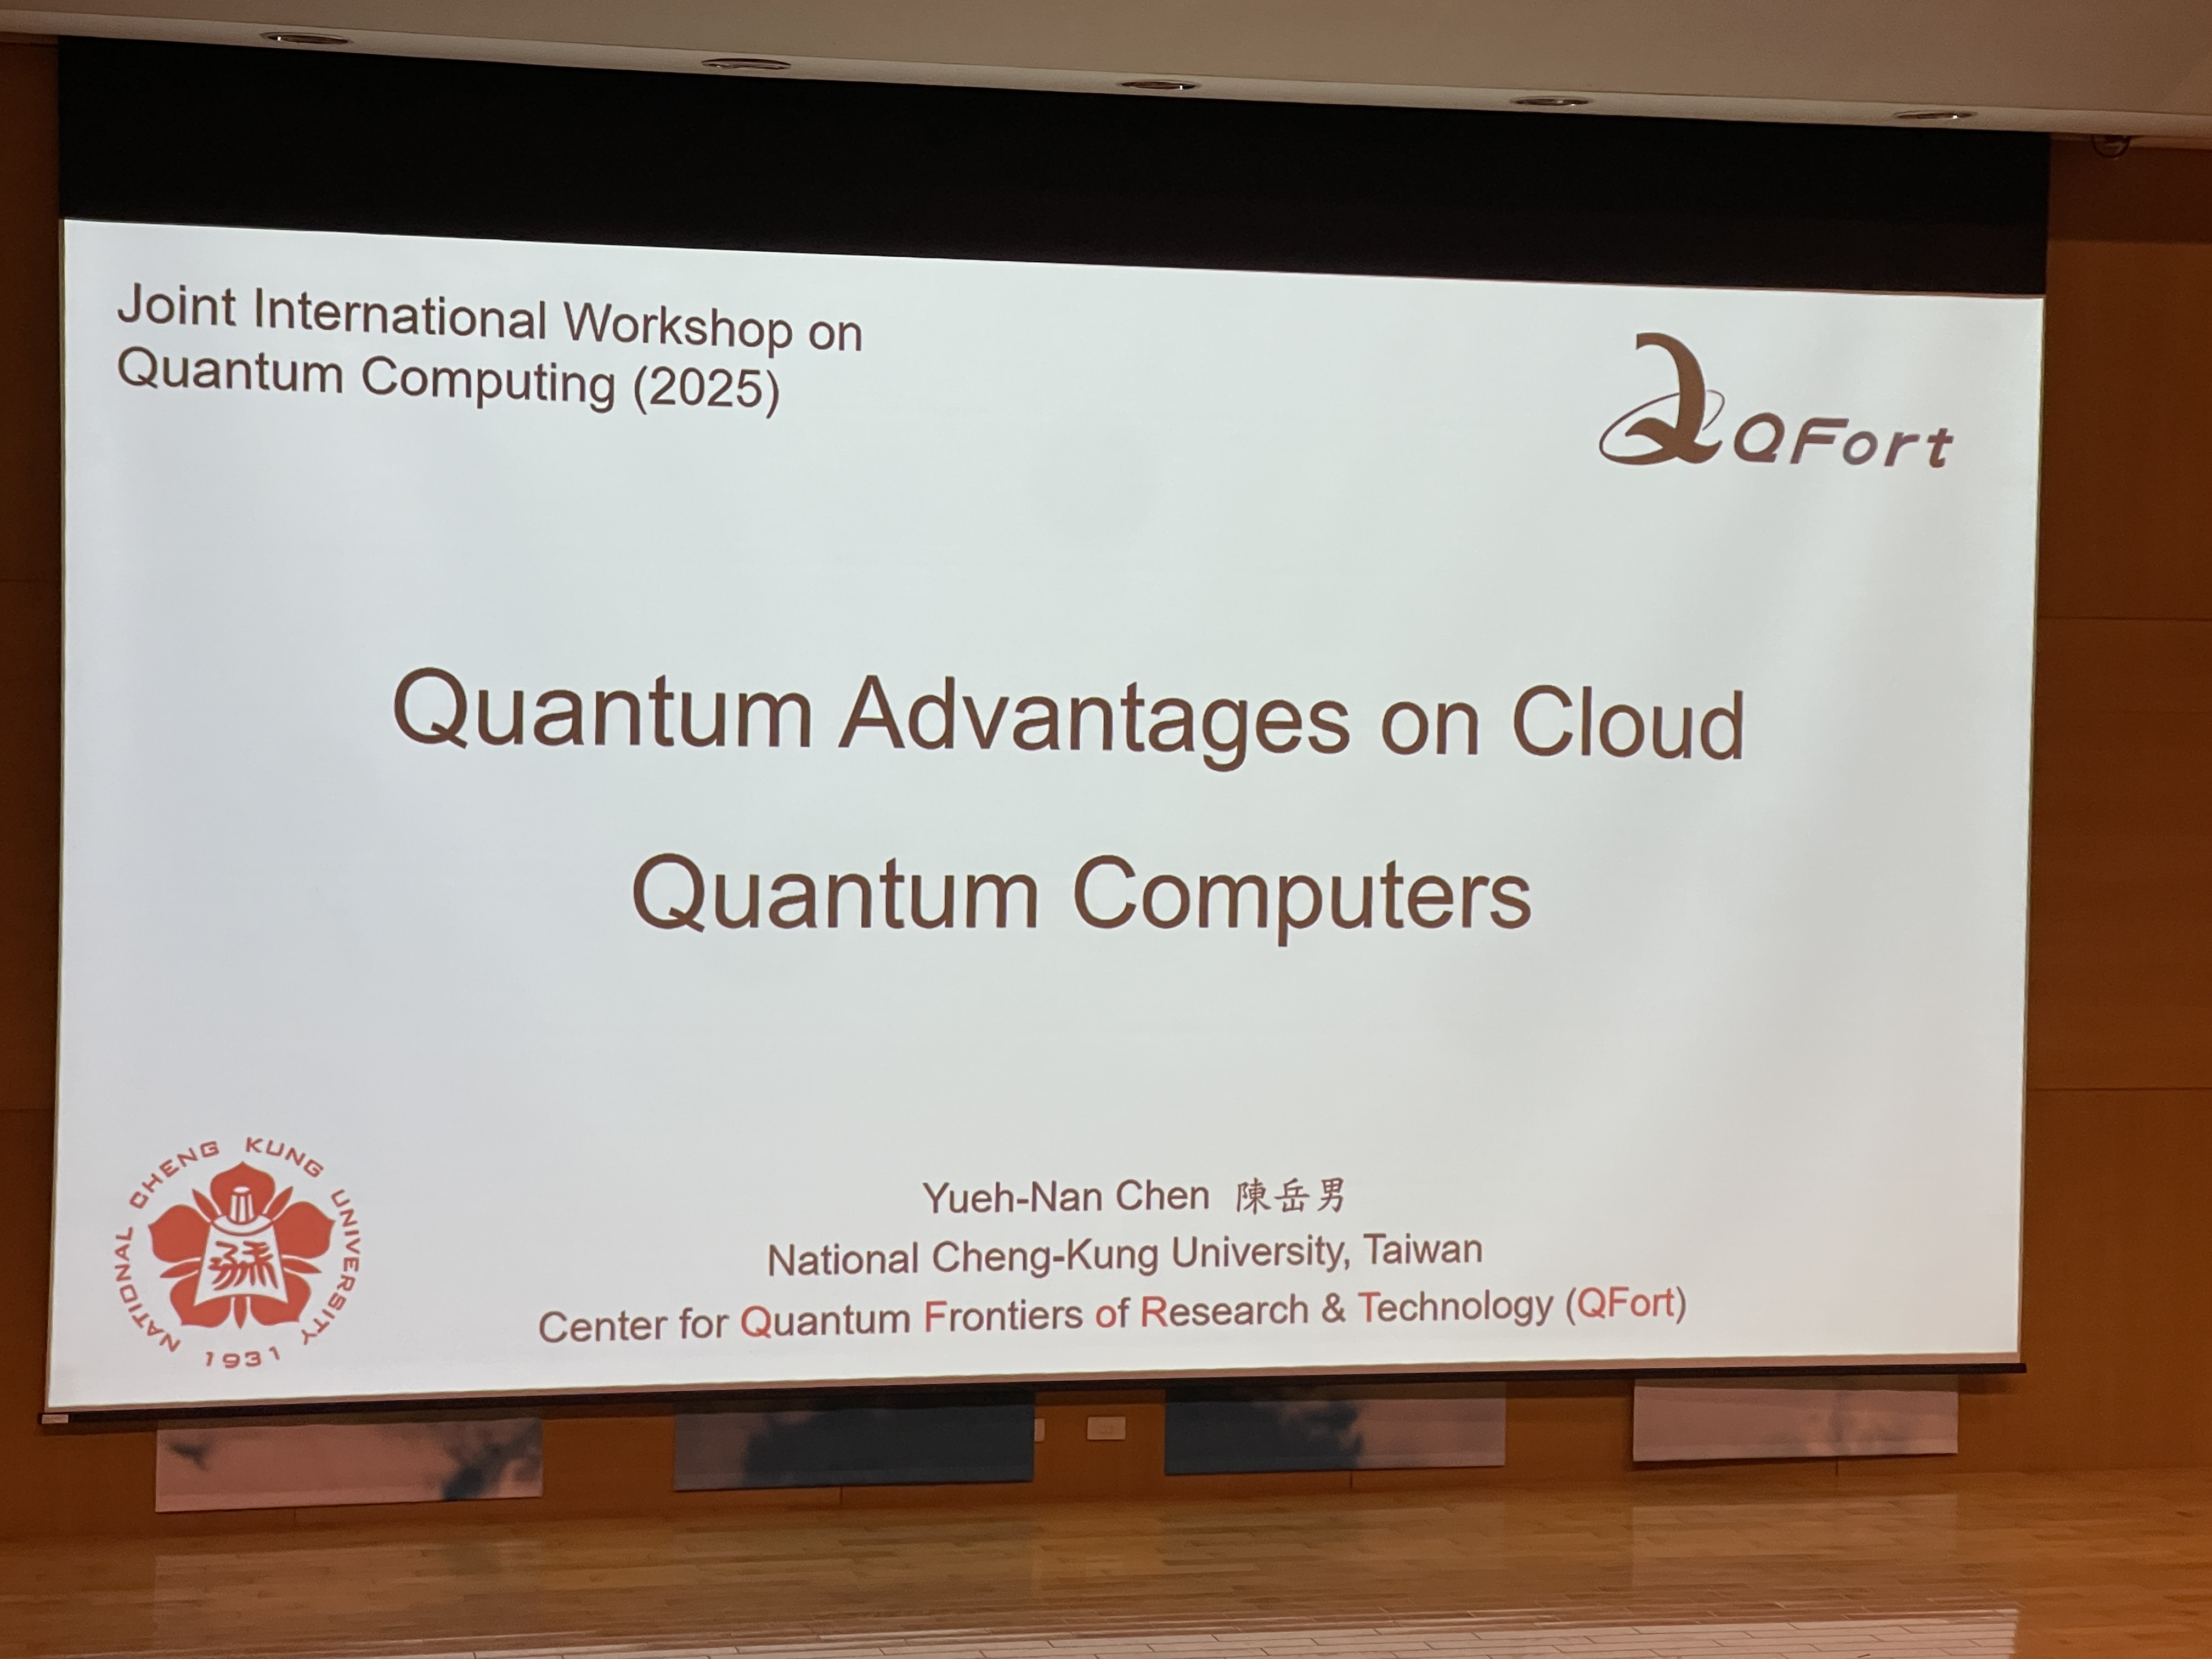 Joint International Workshop on
Quantum Computing (2025)
QFort
Quantum Advantages on Cloud
Quantum Computers
Yueh-Nan Chen 陳岳男
National Cheng-Kung University, Taiwan
Center for Quantum Frontiers of Research & Technology (QFort)
NATIONAL CHENG KUNG UNIVERSITY
1931